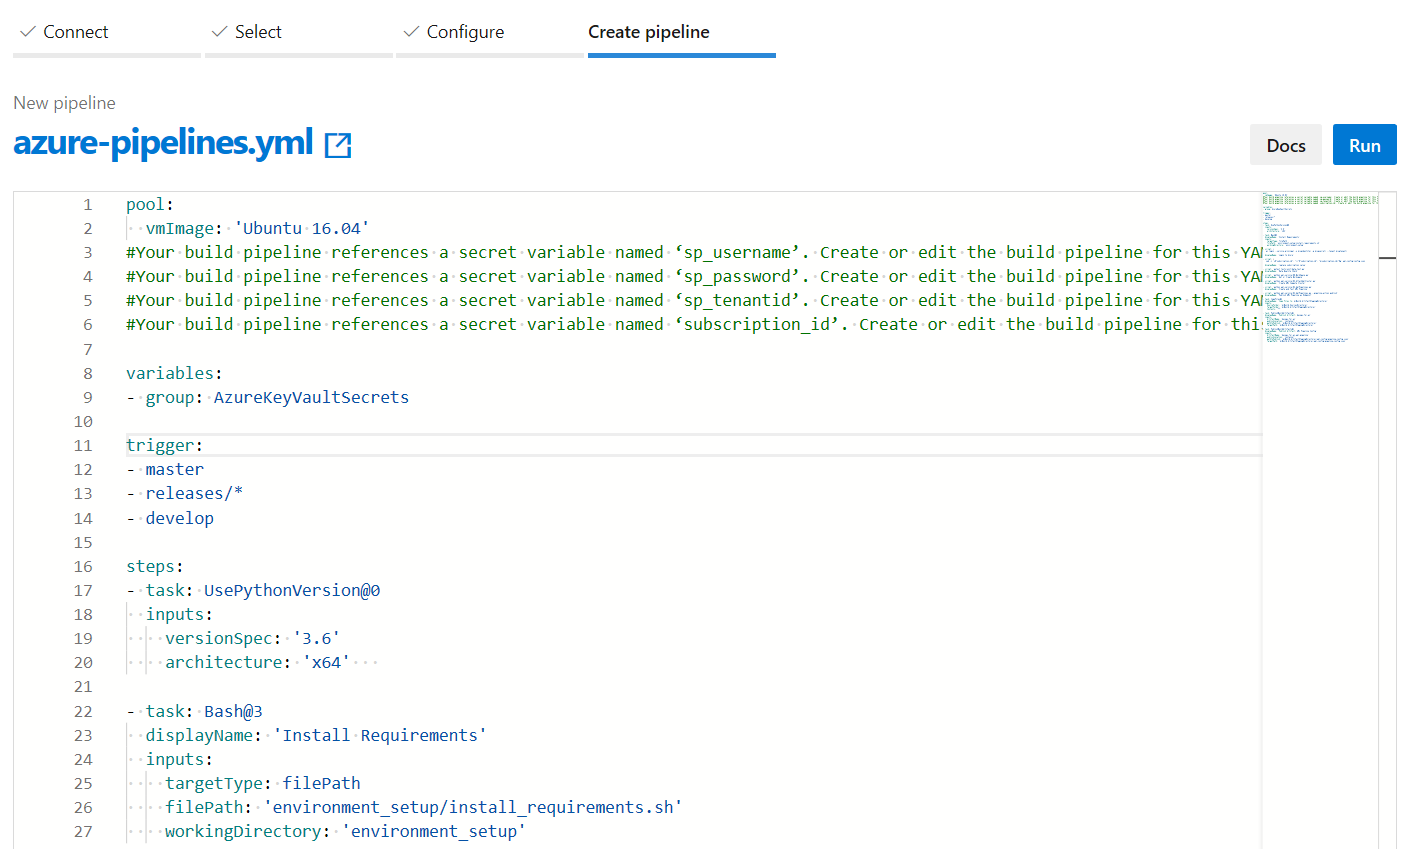 Connect
Select
Configure
Create pipeline
New pipeline
azure-pipelines.yml
Docs
Run
1 pool:
2 vmImage: 'Ubuntu 16.04'
3 #Your build pipeline references a secret variable named ‘sp_username’. Create or edit the build pipeline for this YA
4 #Your build pipeline references a secret variable named ‘sp_password’. Create or edit the build pipeline for this YA
5 #Your build pipeline references a secret variable named ‘sp_tenantid’. Create or edit the build pipeline for this YA
6 #Your build pipeline references a secret variable named ‘subscription_id’. Create or edit the build pipeline for thi
7
8 variables:
9 - group: AzureKeyVaultSecrets
10
11 trigger:
12 - master
13 - releases/*
14 - develop
15
16 steps:
17 - task: UsePythonVersion@0
18 inputs:
19 versionSpec: '3.6'
20 architecture: 'x64'
21
22 - task: Bash@3
23 displayName: 'Install Requirements'
24 inputs:
25 targetType: filePath
26 filePath: 'environment_setup/install_requirements.sh'
27 workingDirectory: 'environment_setup'